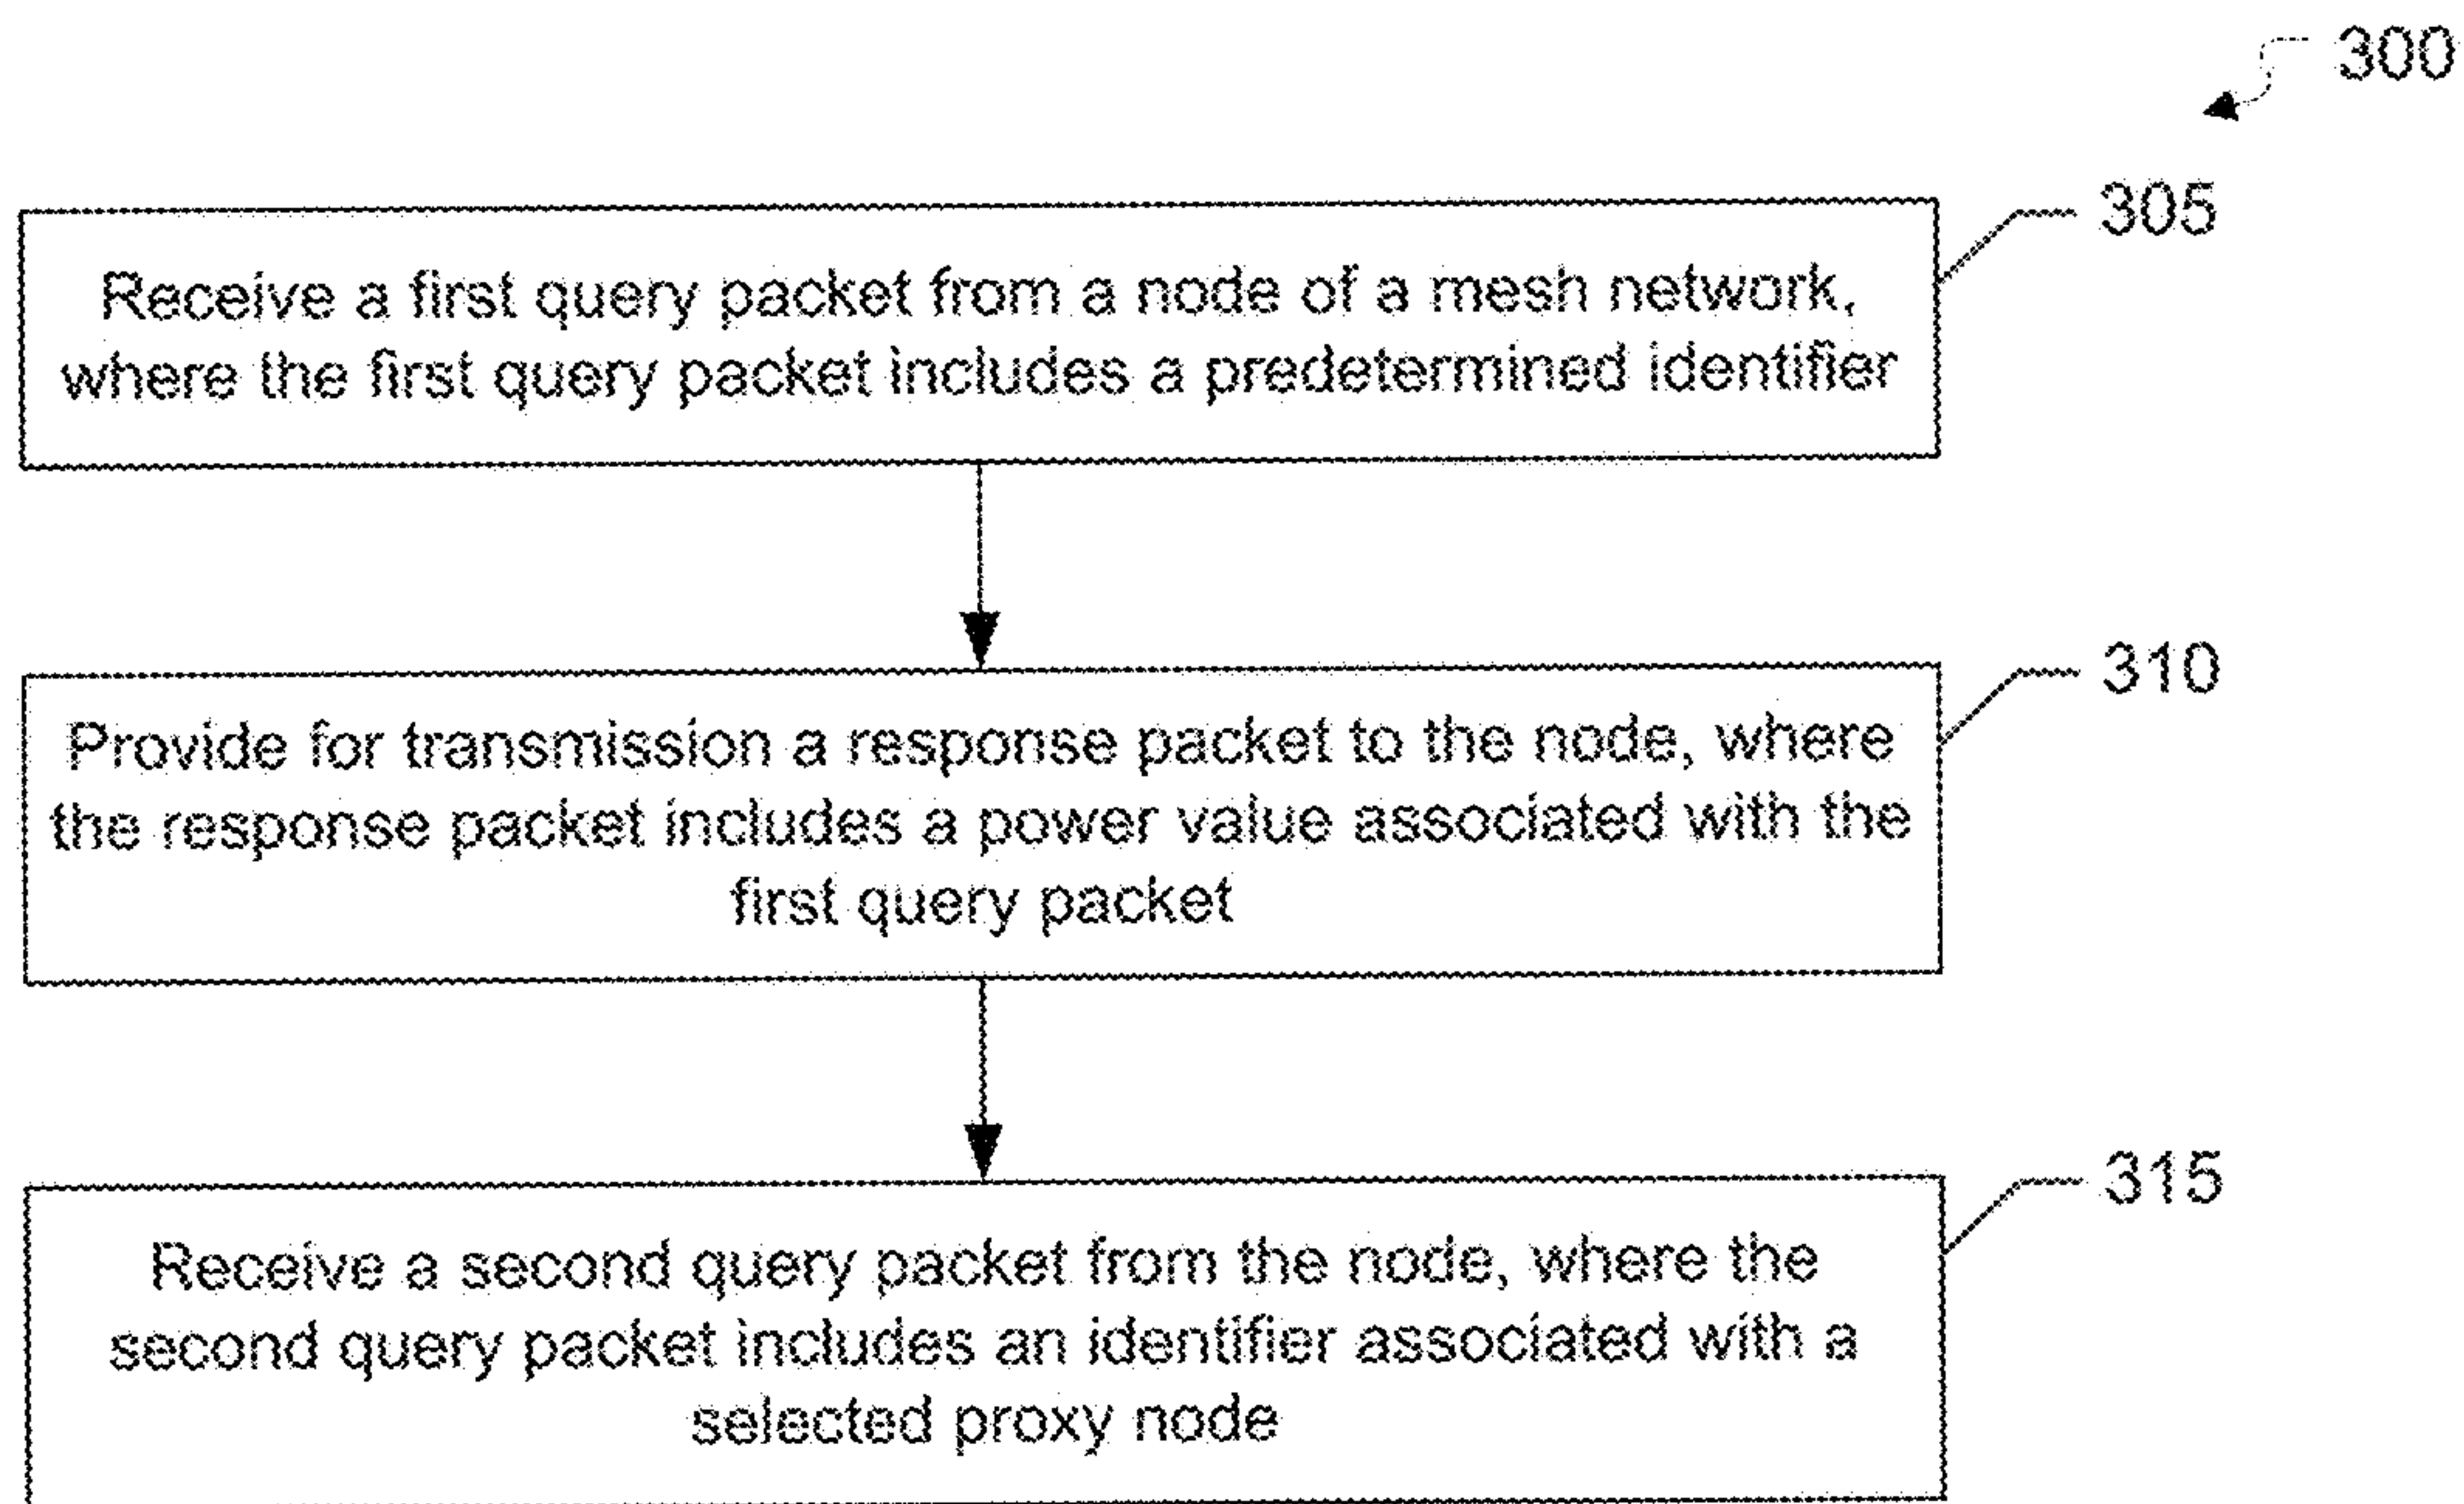 300
305
Receive a first query packet from a node of a mesh network,
where the first query packet includes a predetermined identifier
310
Provide for transmission a response packet to the node, where
the response packet includes a power value associated with the
first query packet
315
Receive a second query packet from the node, where the
second query packet includes an identifier associated with a
selected proxy node